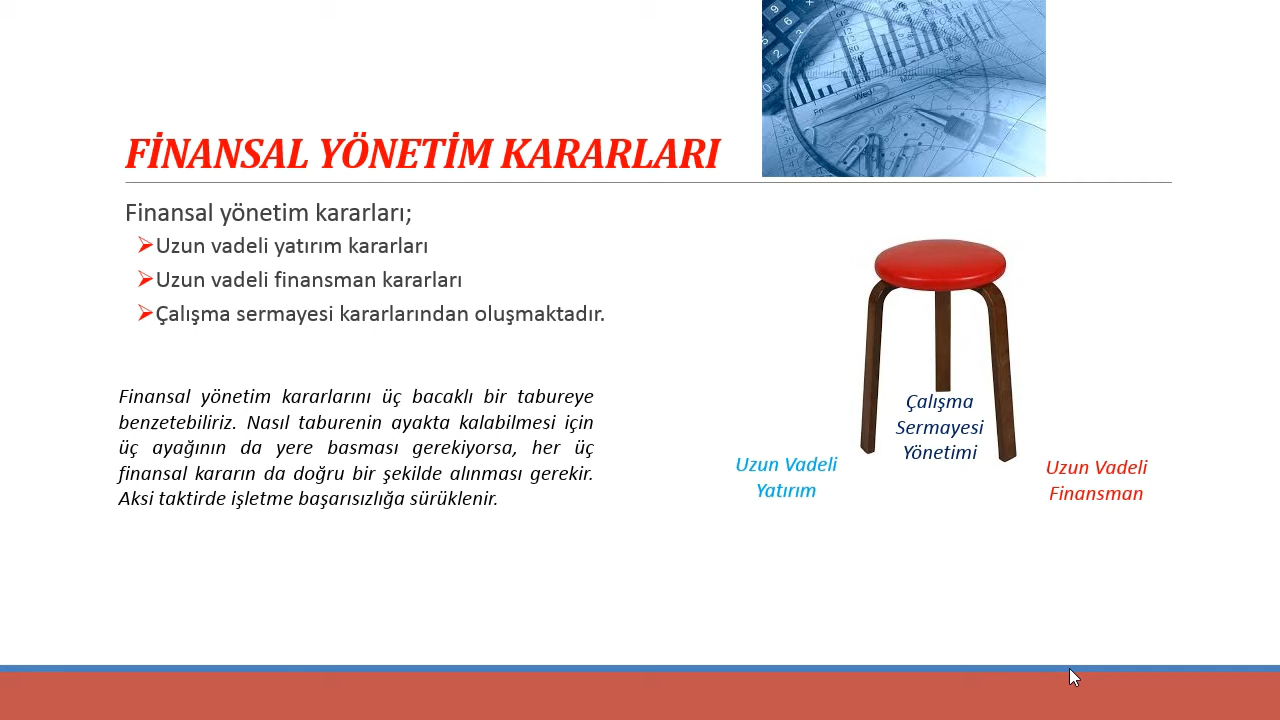 FİNANSAL YÖNETİM KARARLARI
Finansal yönetim kararları;
Uzun vadeli yatırım kararları
Uzun vadeli finansman kararları
Çalışma sermayesi kararlarından oluşmaktadır.
Finansal yönetim kararlarını üç bacaklı bir tabureye
benzetebiliriz. Nasıl taburenin ayakta kalabilmesi için
üç ayağının da yere basması gerekiyorsa, her üç
finansal kararın da doğru bir şekilde alınması gerekir.
Aksi taktirde işletme başarısızlığa sürüklenir.
Çalışma
Sermayesi
Yönetimi
Uzun Vadeli
Yatırım
Uzun Vadeli
Finansman